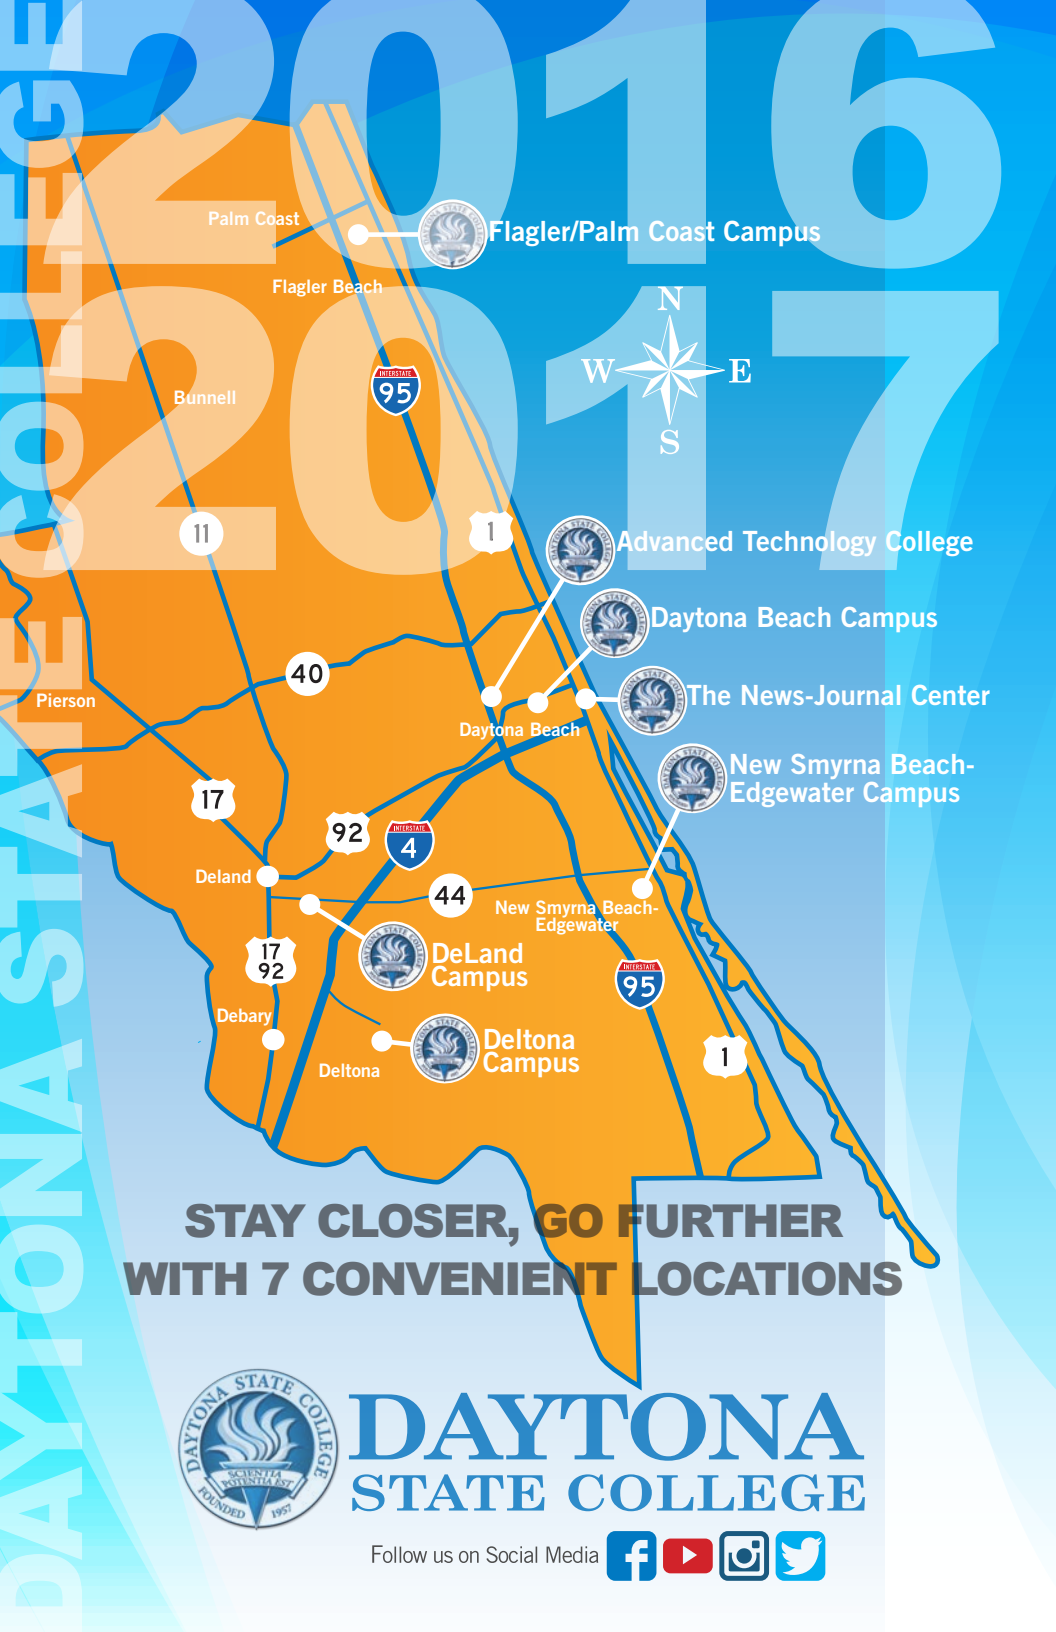 DAYTONA STATE COLLEGE
2016
2017
Palm Coast
Flagler/Palm Coast Campus
Flagler Beach
N
W E
S
INTERSTATE
95
Bunnell
11
1
Advanced Technology College
Daytona Beach Campus
40
Pierson
The News-Journal Center
Daytona Beach
New Smyrna Beach-
Edgewater Campus
17
92
INTERSTATE
4
Deland
44
New Smyrna Beach-
Edgewater
DeLand
Campus
17
92
INTERSTATE
95
Debary
Deltona
Campus
Deltona
1
STAY CLOSER, GO FURTHER
WITH 7 CONVENIENT LOCATIONS
DAYTONA STATE COLLEGE
SCIENTIA
POTENTIA EST
FOUNDED 1957
DAYTONA
STATE COLLEGE
Follow us on Social Media